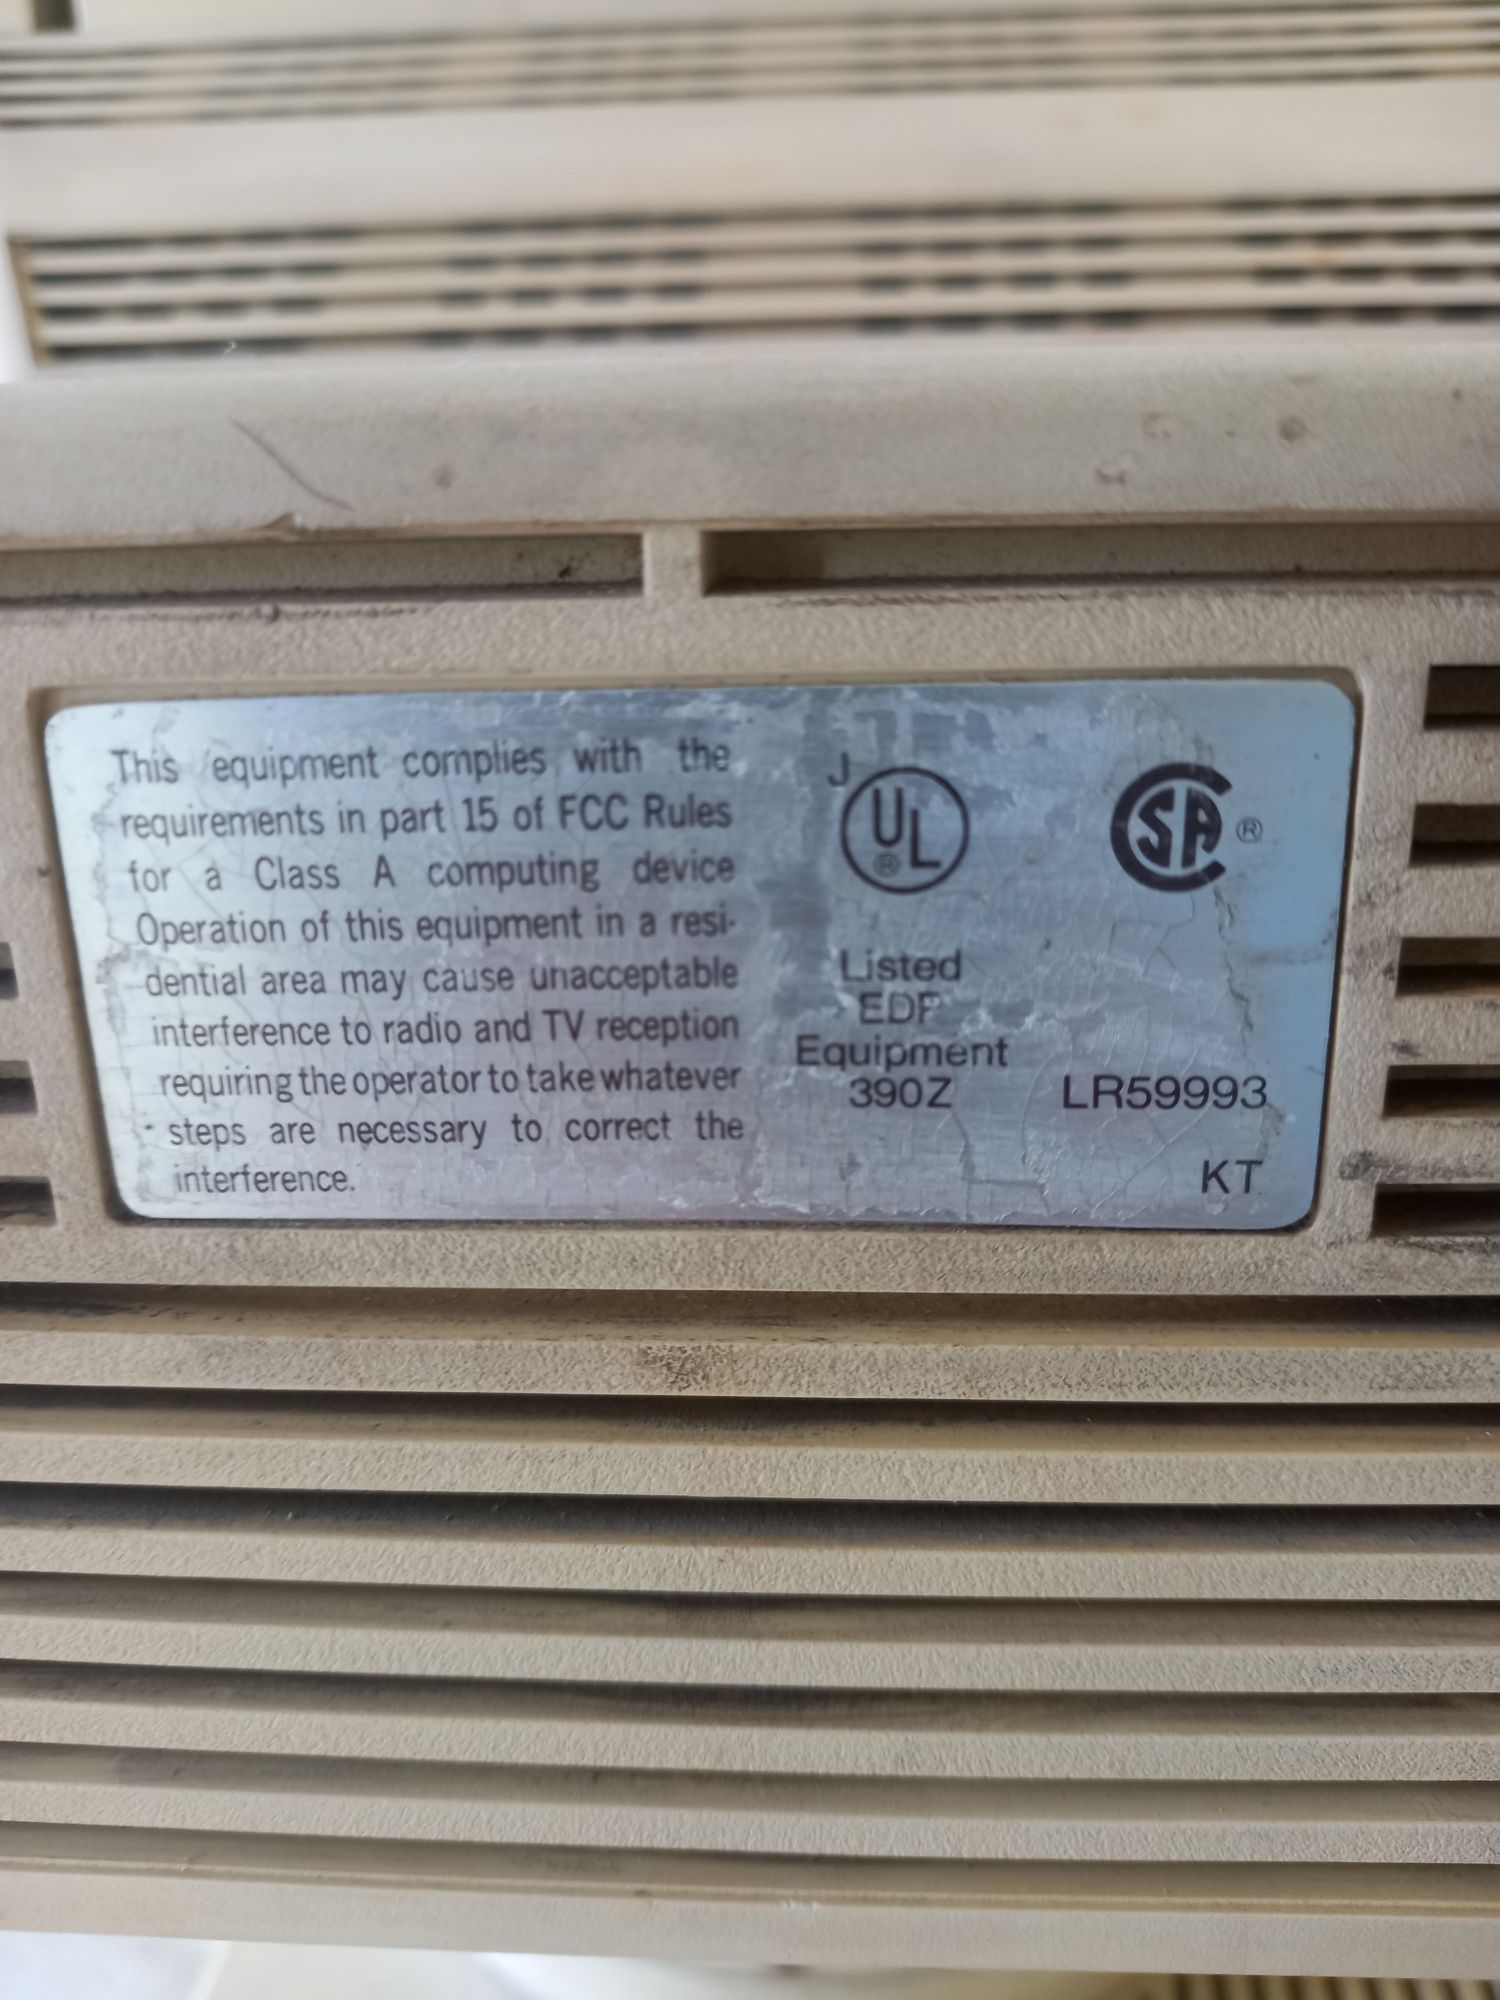 This equipment complies with the
requirements in part 15 of FCC Rules
for a Class A computing device
Operation of this equipment in a resi-
dential area may cause unacceptable
interference to radio and TV reception
requiring the operator to take whatever
steps are necessary to correct the
interference.
J
UL ®
SA ®
Listed
EDP
Equipment
390Z
LR59993
KT